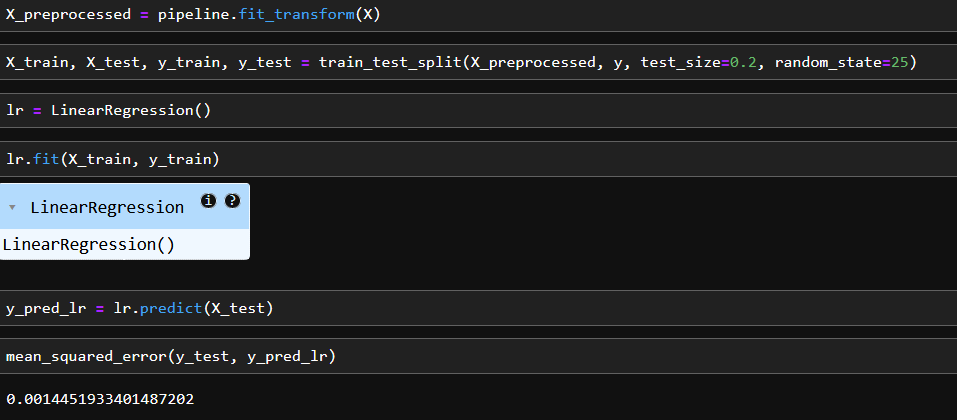 X_preprocessed = pipeline.fit_transform(X)
X_train, X_test, y_train, y_test = train_test_split(X_preprocessed, y, test_size=0.2, random_state=25)
lr = LinearRegression()
lr.fit(X_train, y_train)
LinearRegression i ?
LinearRegression()
y_pred_lr = lr.predict(X_test)
mean_squared_error(y_test, y_pred_lr)
0.0014451933401487202